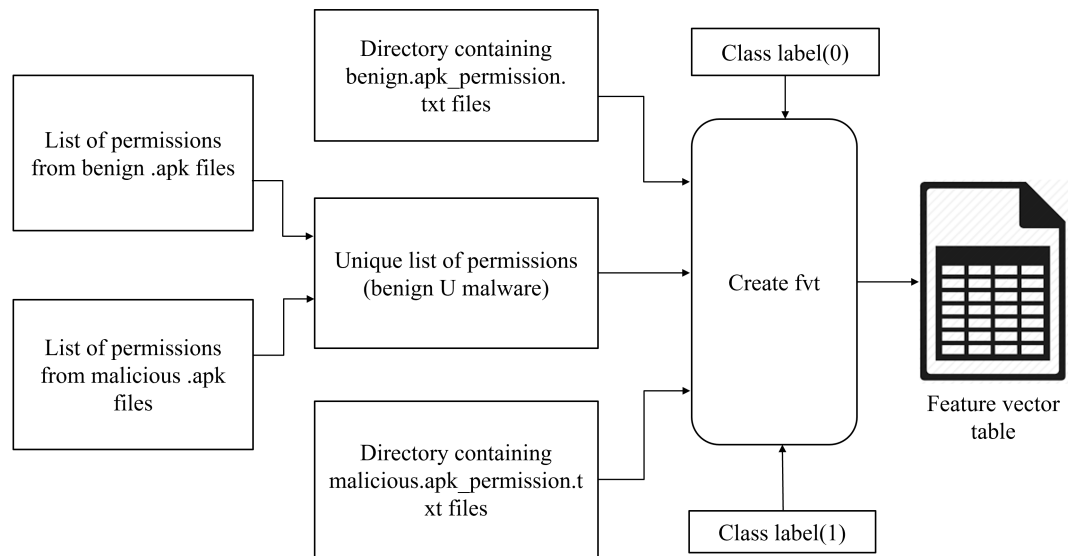 List of permissions
from benign .apk files
List of permissions
from malicious .apk
files
Directory containing
benign.apk_permission.
txt files
Unique list of permissions
(benign U malware)
Directory containing
malicious.apk_permission.t
xt files
Class label(0)
Create fvt
Class label(1)
Feature vector
table